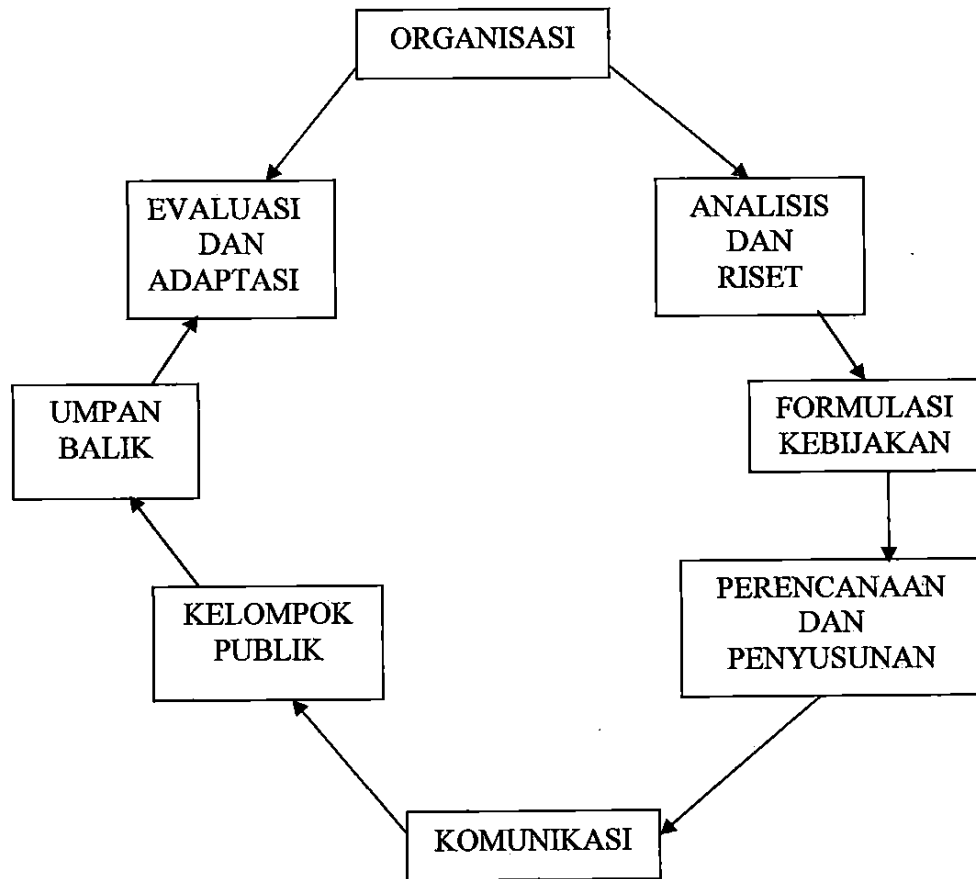 ORGANISASI
EVALUASI
DAN
ADAPTASI
ANALISIS
DAN
RISET
UMPAN
BALIK
FORMULASI
KEBIJAKAN
KELOMPOK
PUBLIK
PERENCANAAN
DAN
PENYUSUNAN
KOMUNIKASI